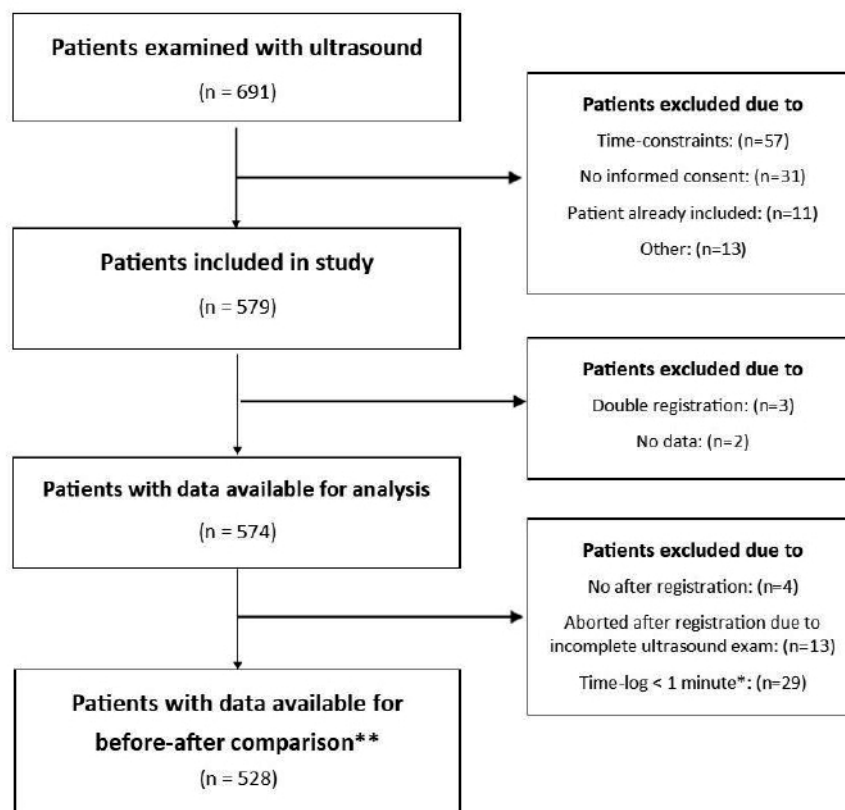 Patients examined with ultrasound
(n = 691)
Patients excluded due to
Time-constraints: (n=57)
No informed consent: (n=31)
Patient already included: (n=11)
Other: (n=13)
Patients included in study
(n = 579)
Patients excluded due to
Double registration: (n=3)
No data: (n=2)
Patients with data available for analysis
(n = 574)
Patients excluded due to
No after registration: (n=4)
Aborted after registration due to
incomplete ultrasound exam: (n=13)
Time-log < 1 minute*: (n=29)
Patients with data available for
before-after comparison**
(n = 528)